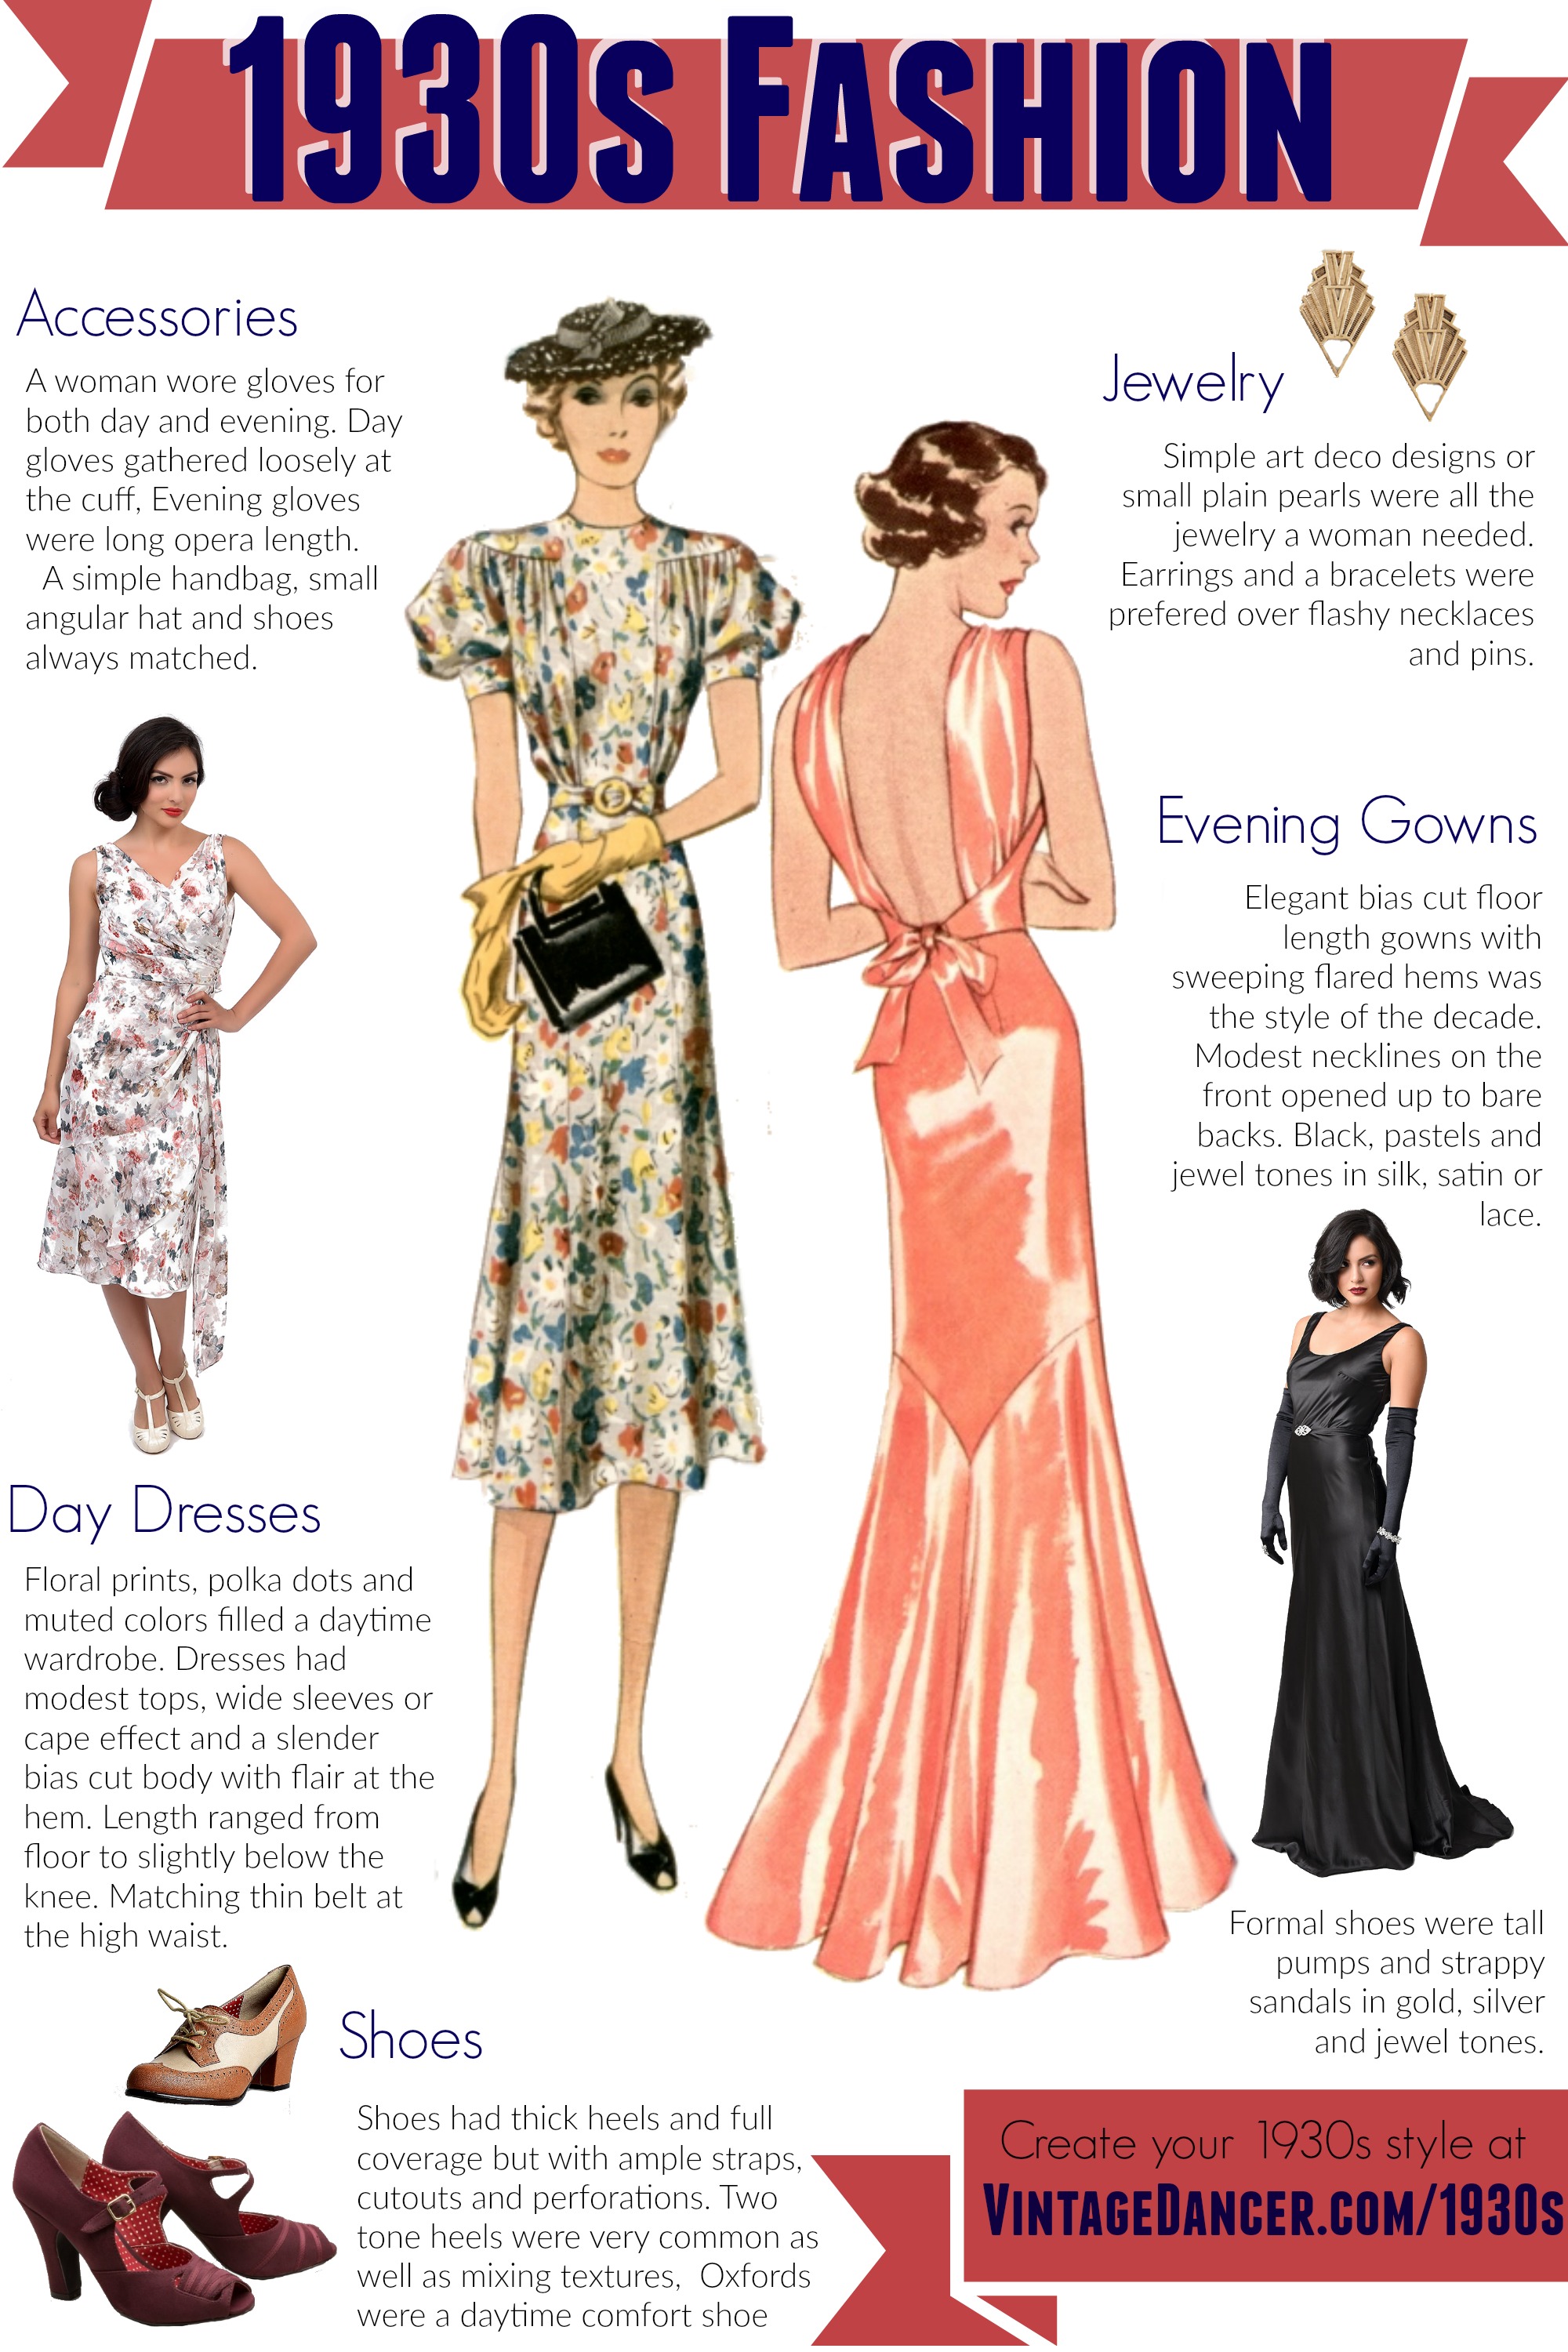 1930s Fashion
Accessories
A woman wore gloves for
both day and evening. Day
gloves gathered loosely at
the cuff, Evening gloves
were long opera length.
A simple handbag, small
angular hat and shoes
always matched.
Jewelry
Simple art deco designs or
small plain pearls were all the
jewelry a woman needed.
Earrings and a bracelets were
prefered over flashy necklaces
and pins.
Evening Gowns
Elegant bias cut floor
length gowns with
sweeping flared hems was
the style of the decade.
Modest necklines on the
front opened up to bare
backs. Black, pastels and
jewel tones in silk, satin or
lace.
Day Dresses
Floral prints, polka dots and
muted colors filled a daytime
wardrobe. Dresses had
modest tops, wide sleeves or
cape effect and a slender
bias cut body with flair at the
hem. Length ranged from
floor to slightly below the
knee. Matching thin belt at
the high waist.
Formal shoes were tall
pumps and strappy
sandals in gold, silver
and jewel tones.
Shoes
Shoes had thick heels and full
coverage but with ample straps,
cutouts and perforations. Two
tone heels were very common as
well as mixing textures, Oxfords
were a daytime comfort shoe
Create your 1930s style at
VintageDancer.com/1930s